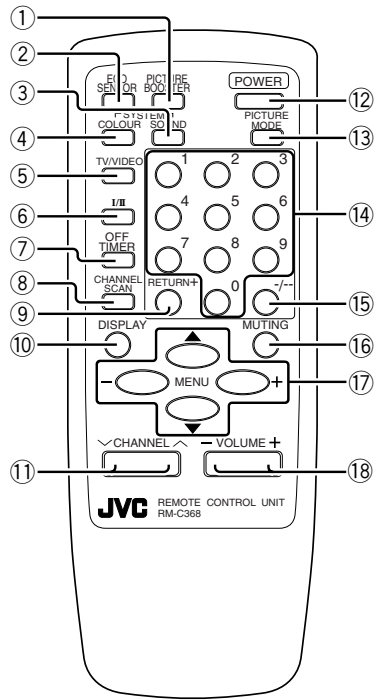 ①
②
③
④
⑤
⑥
⑦
⑧
⑨
⑩
⑪
ECO SENSOR
PICTURE BOOSTER
POWER
SYSTEM
COLOUR
SOUND
PICTURE MODE
TV/VIDEO
1 2 3
I/II
4 5 6
OFF TIMER
7 8 9
CHANNEL SCAN
RETURN+
0
-/--
DISPLAY
MUTING
▲
− MENU +
▼
CHANNEL
− VOLUME +
JVC
REMOTE CONTROL UNIT
RM-C368
⑫
⑬
⑭
⑮
⑯
⑰
⑱